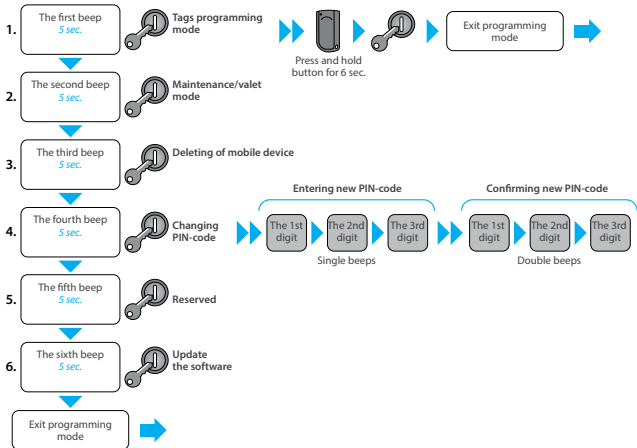 1.
The first beep
5 sec.
Tags programming
mode
Press and hold
button for 6 sec.
Exit programming
mode
2.
The second beep
5 sec.
Maintenance/valet
mode
3.
The third beep
5 sec.
Deleting of mobile device
4.
The fourth beep
5 sec.
Changing
PIN-code
Entering new PIN-code
The 1st
digit
The 2nd
digit
The 3rd
digit
Single beeps
Confirming new PIN-code
The 1st
digit
The 2nd
digit
The 3rd
digit
Double beeps
5.
The fifth beep
5 sec.
Reserved
6.
The sixth beep
5 sec.
Update
the software
Exit programming
mode